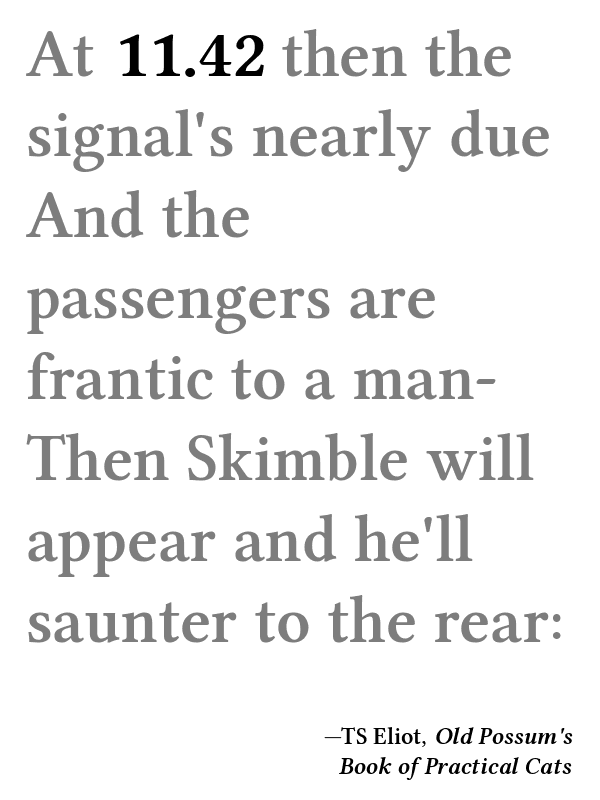 At 11.42 then the
signal's nearly due
And the
passengers are
frantic to a man-
Then Skimble will
appear and he'll
saunter to the rear:
—TS Eliot, Old Possum's
Book of Practical Cats